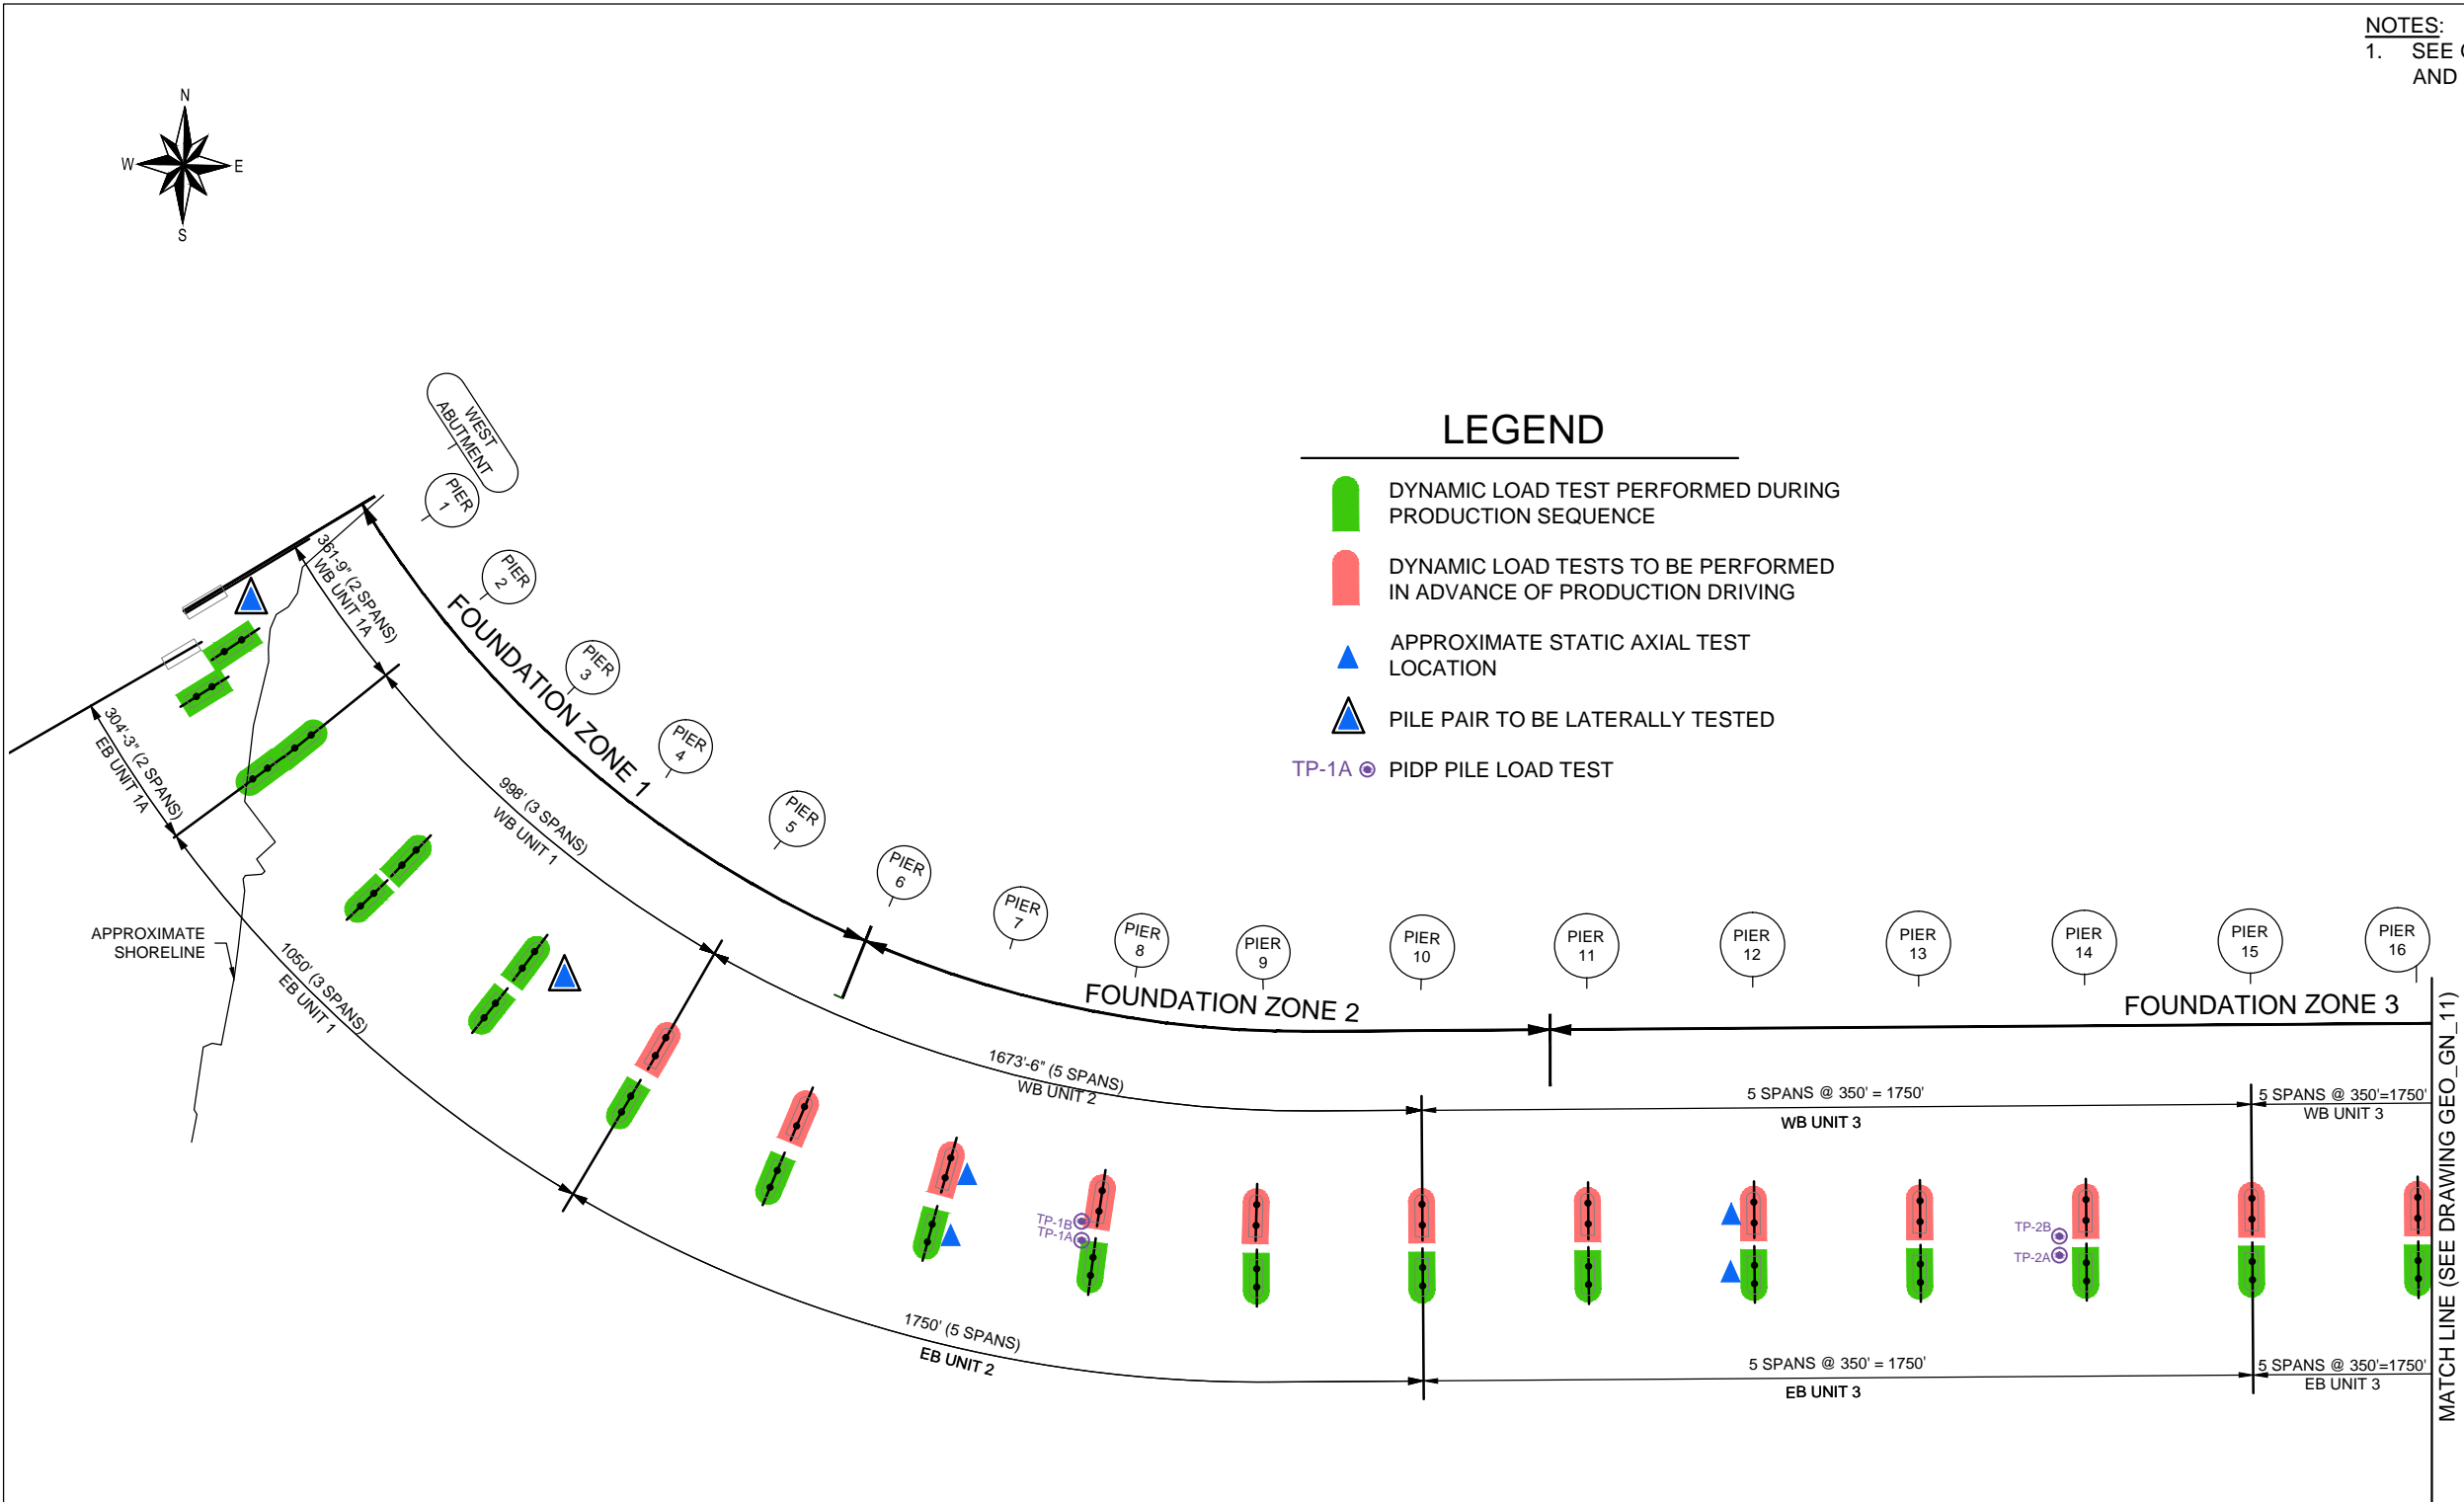 NOTES:
1. SEE
AND
N
W
E
S
WEST
ABUTMENT
PIER
1
PIER
2
PIER
3
PIER
4
PIER
5
PIER
6
PIER
7
PIER
8
PIER
9
PIER
10
PIER
11
PIER
12
PIER
13
PIER
14
PIER
15
PIER
16
LEGEND
DYNAMIC LOAD TEST PERFORMED DURING
PRODUCTION SEQUENCE
DYNAMIC LOAD TESTS TO BE PERFORMED
IN ADVANCE OF PRODUCTION DRIVING
APPROXIMATE STATIC AXIAL TEST
LOCATION
PILE PAIR TO BE LATERALLY TESTED
TP-1A PIDP PILE LOAD TEST
FOUNDATION ZONE 1
FOUNDATION ZONE 2
FOUNDATION ZONE 3
361-9" (2 SPANS)
WB UNIT 1A
304'-3" (2 SPANS)
EB UNIT 1A
998' (3 SPANS)
WB UNIT 1
APPROXIMATE
SHORELINE
1050' (3 SPANS)
EB UNIT 1
1673'-6" (5 SPANS)
WB UNIT 2
1750' (5 SPANS)
EB UNIT 2
5 SPANS @ 350' = 1750'
WB UNIT 3
5 SPANS @ 350'=1750'
WB UNIT 3
TP-1B
TP-1A
TP-2B
TP-2A
5 SPANS @ 350' = 1750'
EB UNIT 3
5 SPANS @ 350'=1750'
EB UNIT 3
MATCH LINE (SEE DRAWING GEO_GN_11)